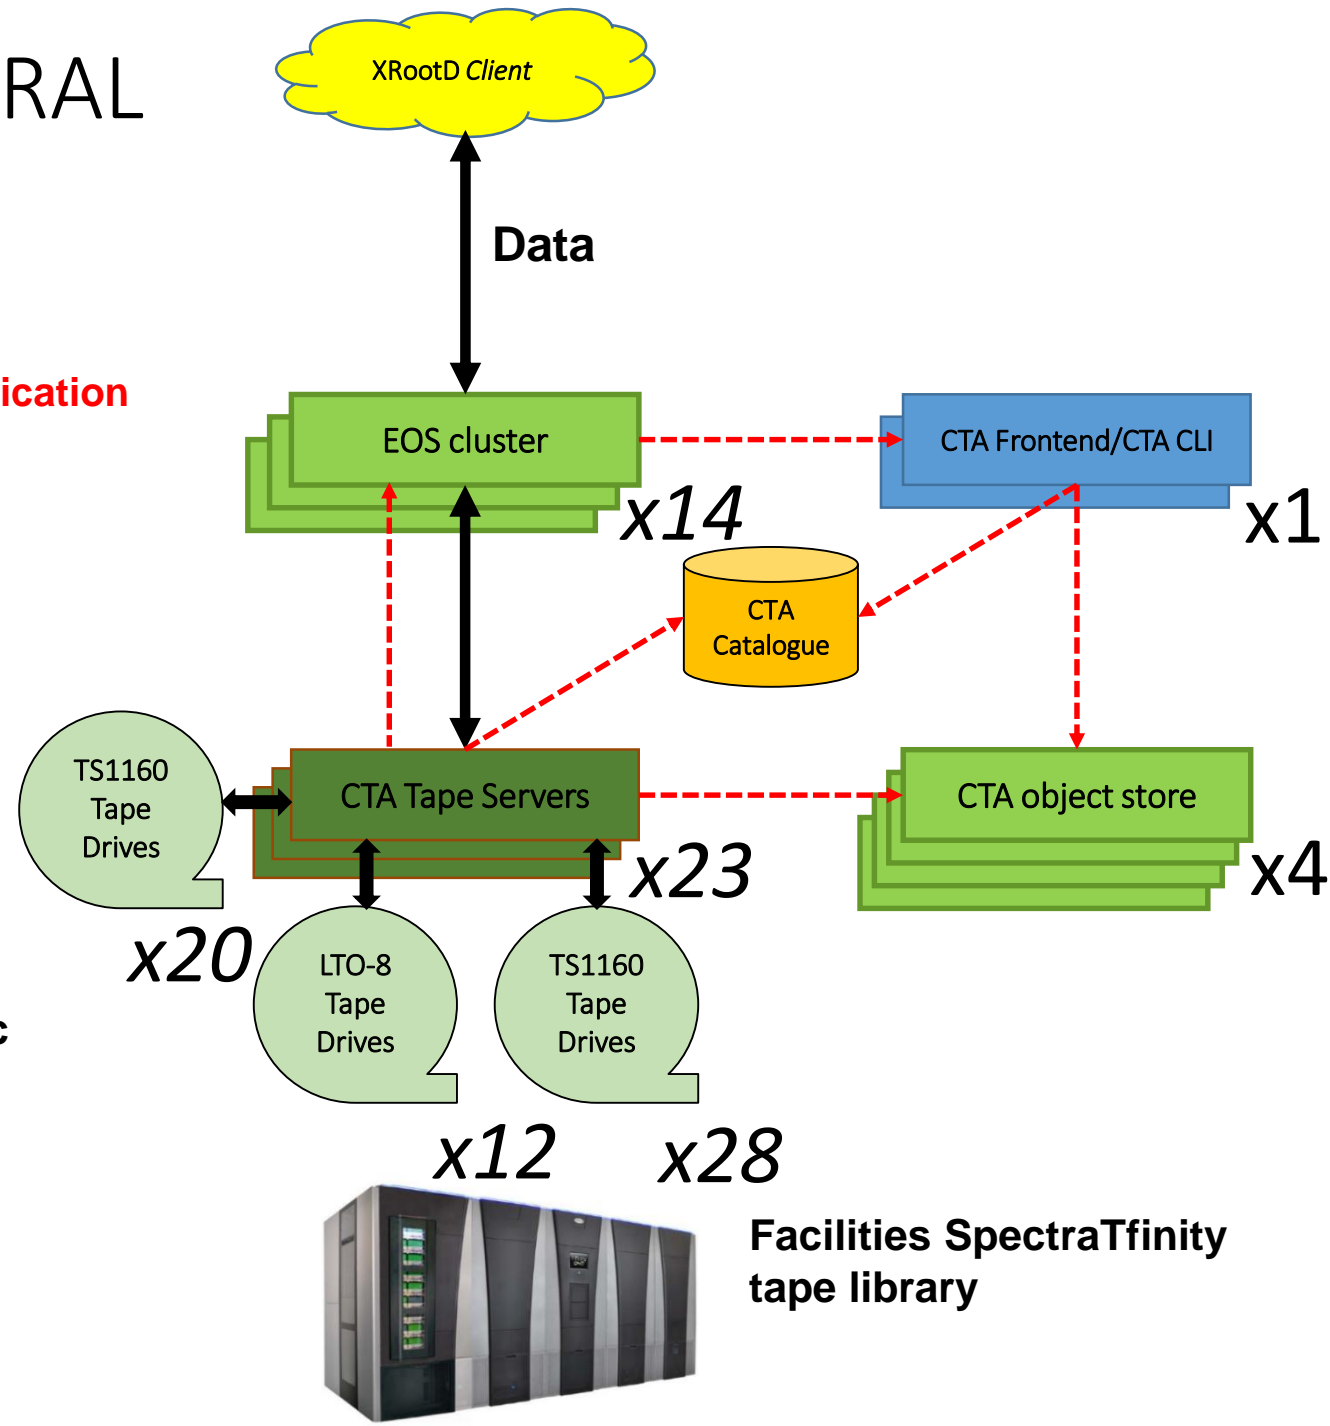 RAL
XRootD Client
Data
ication
EOS cluster
x14
CTA Frontend/CTA CLI
x1
CTA
Catalogue
TS1160
Tape
Drives
x20
CTA Tape Servers
x23
CTA object store
x4
LTO-8
Tape
Drives
x12
TS1160
Tape
Drives
x28
c
Facilities SpectraTfinity
tape library